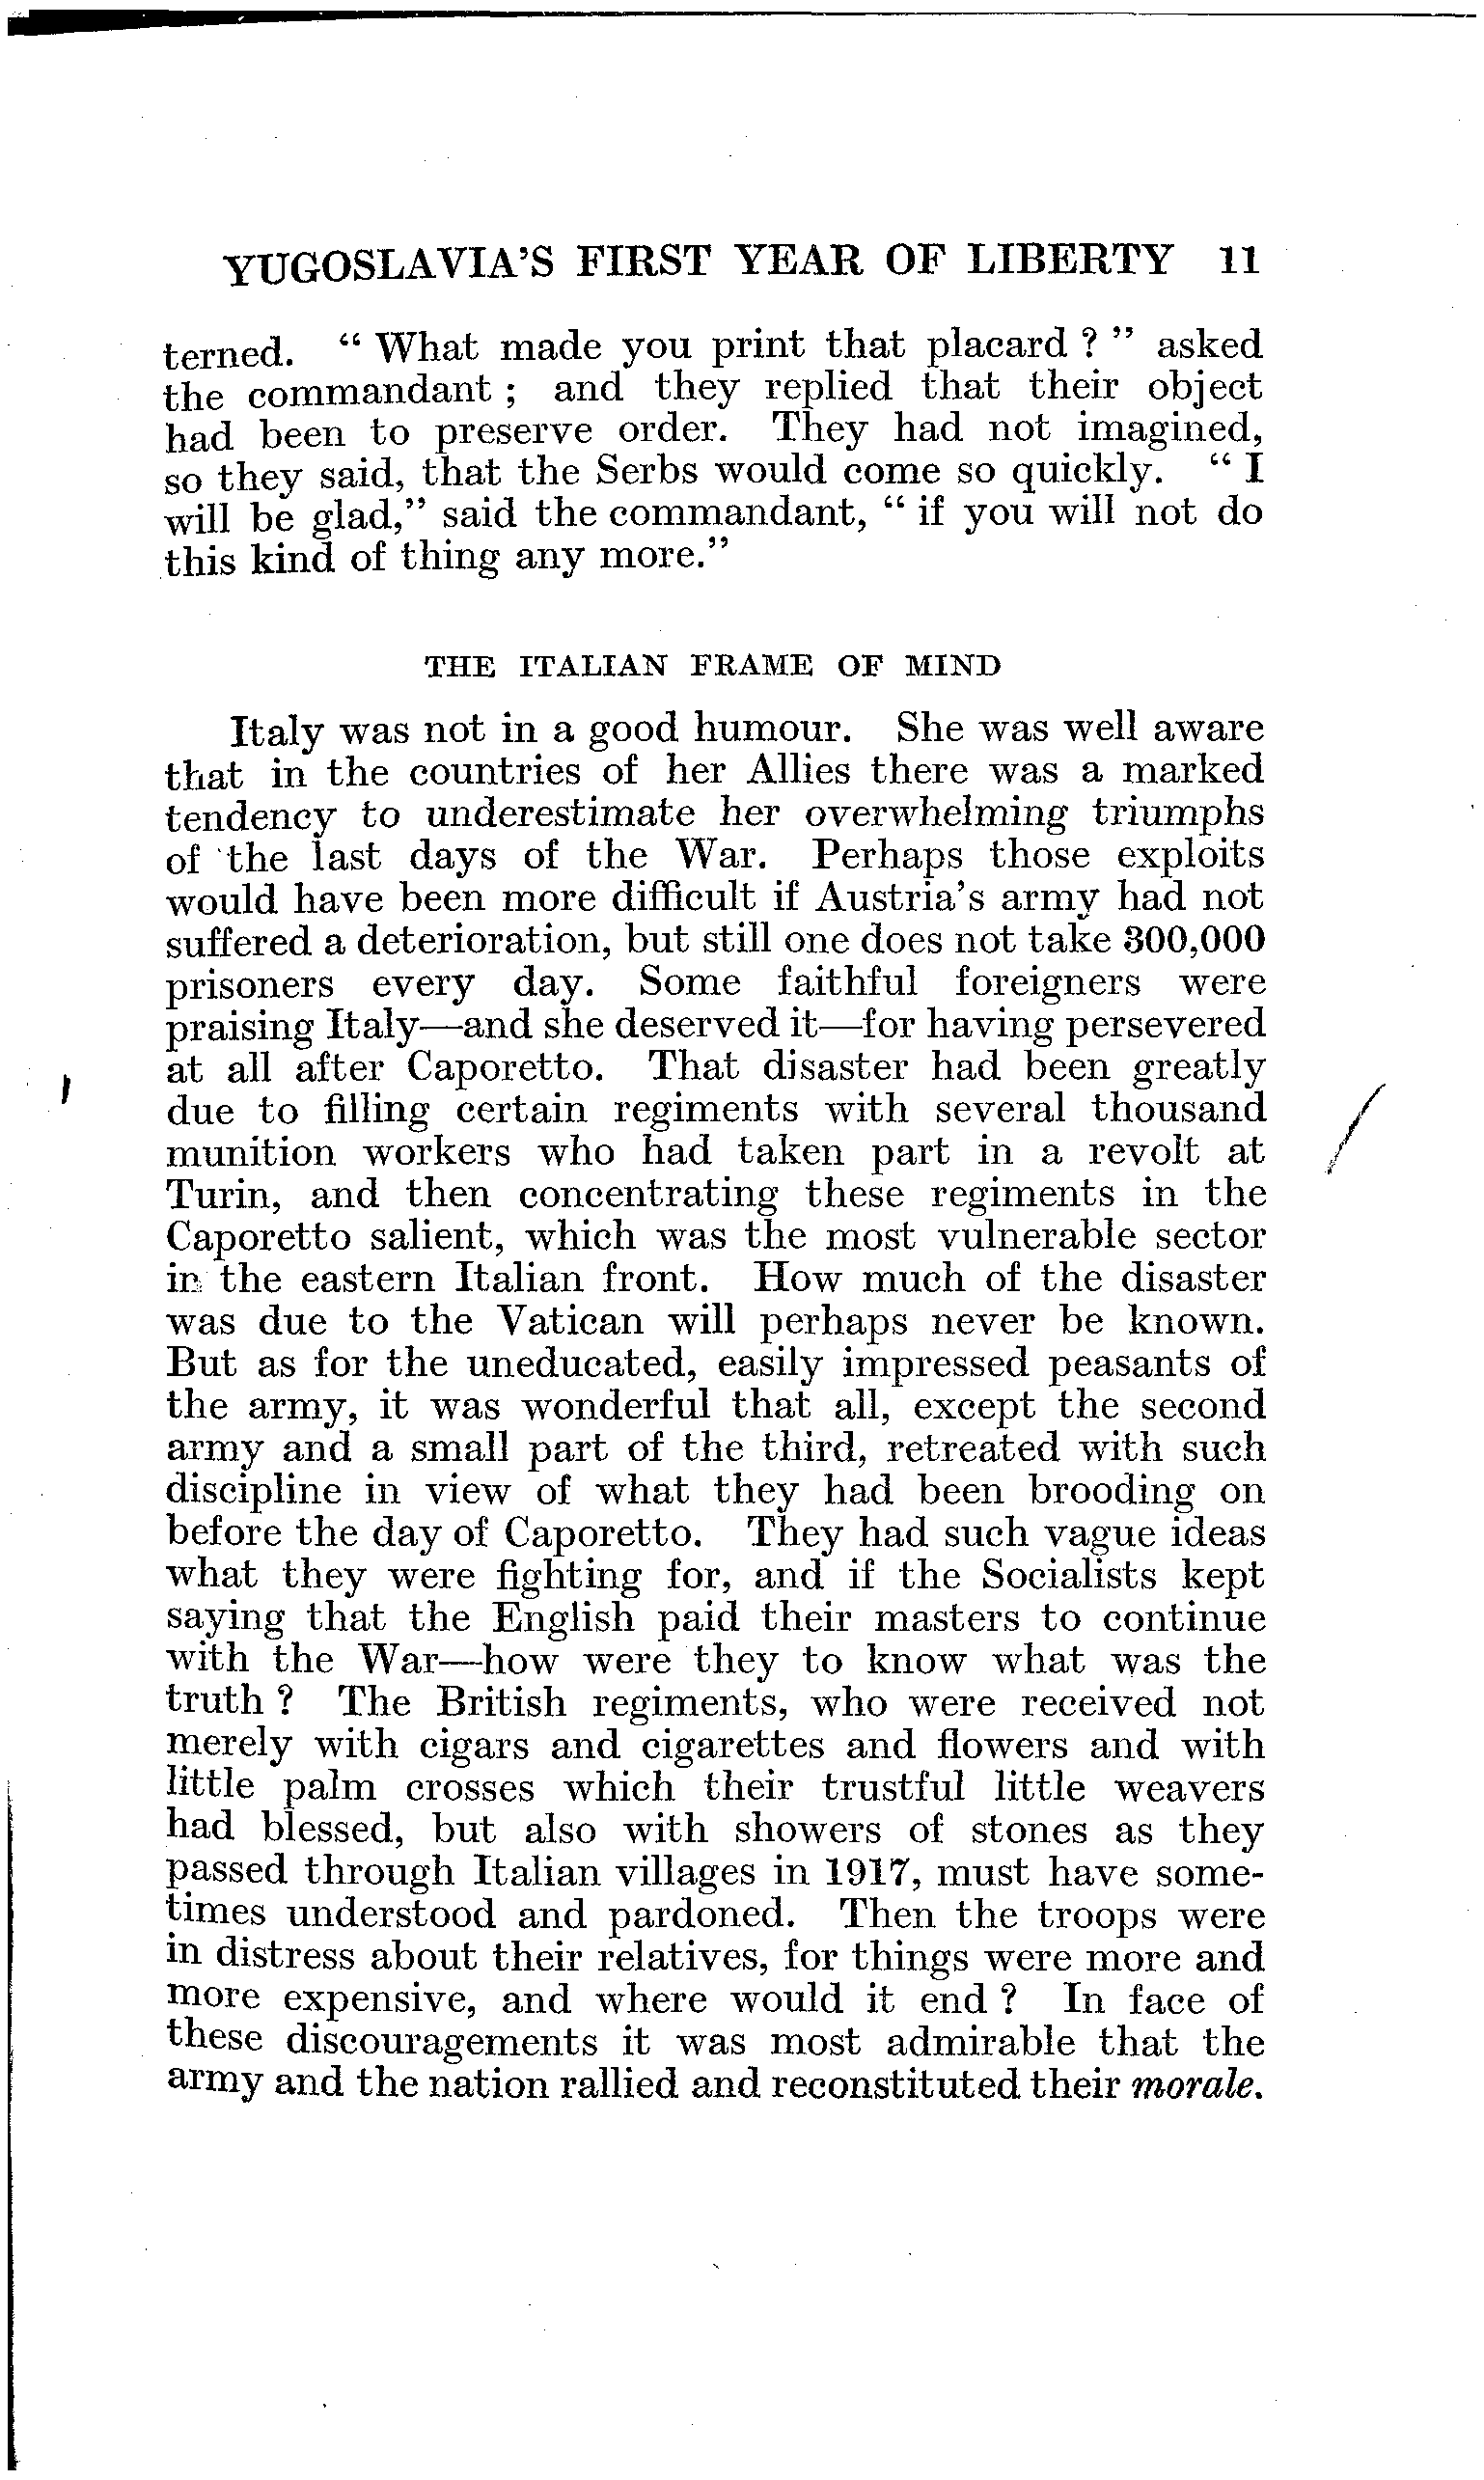 YUGOSLAVIA'S FIRST YEAR OF LIBERTY 11
terned. “ What made you print that placard ? ” asked
the commandant ; and they replied that their object
had been to preserve order. They had not imagined,
so they said, that the Serbs would come so quickly. “ I
will be glad,” said the commandant, “ if you will not do
this kind of thing any more.”
THE ITALIAN FRAME OF MIND
Italy was not in a good humour. She was well aware
that in the countries of her Allies there was a marked
tendency to underestimate her overwhelming triumphs
of the last days of the War. Perhaps those exploits
would have been more difficult if Austria's army had not
suffered a deterioration, but still one does not take 300,000
prisoners every day. Some faithful foreigners were
praising Italy—and she deserved it—for having persevered
at all after Caporetto. That disaster had been greatly
due to filling certain regiments with several thousand
munition workers who had taken part in a revolt at
Turin, and then concentrating these regiments in the
Caporetto salient, which was the most vulnerable sector
in the eastern Italian front. How much of the disaster
was due to the Vatican will perhaps never be known.
But as for the uneducated, easily impressed peasants of
the army, it was wonderful that all, except the second
army and a small part of the third, retreated with such
discipline in view of what they had been brooding on
before the day of Caporetto. They had such vague ideas
what they were fighting for, and if the Socialists kept
saying that the English paid their masters to continue
with the War—how were they to know what was the
truth ? The British regiments, who were received not
merely with cigars and cigarettes and flowers and with
little palm crosses which their trustful little weavers
had blessed, but also with showers of stones as they
passed through Italian villages in 1917, must have some-
times understood and pardoned. Then the troops were
in distress about their relatives, for things were more and
more expensive, and where would it end ? In face of
these discouragements it was most admirable that the
army and the nation rallied and reconstituted their morale.